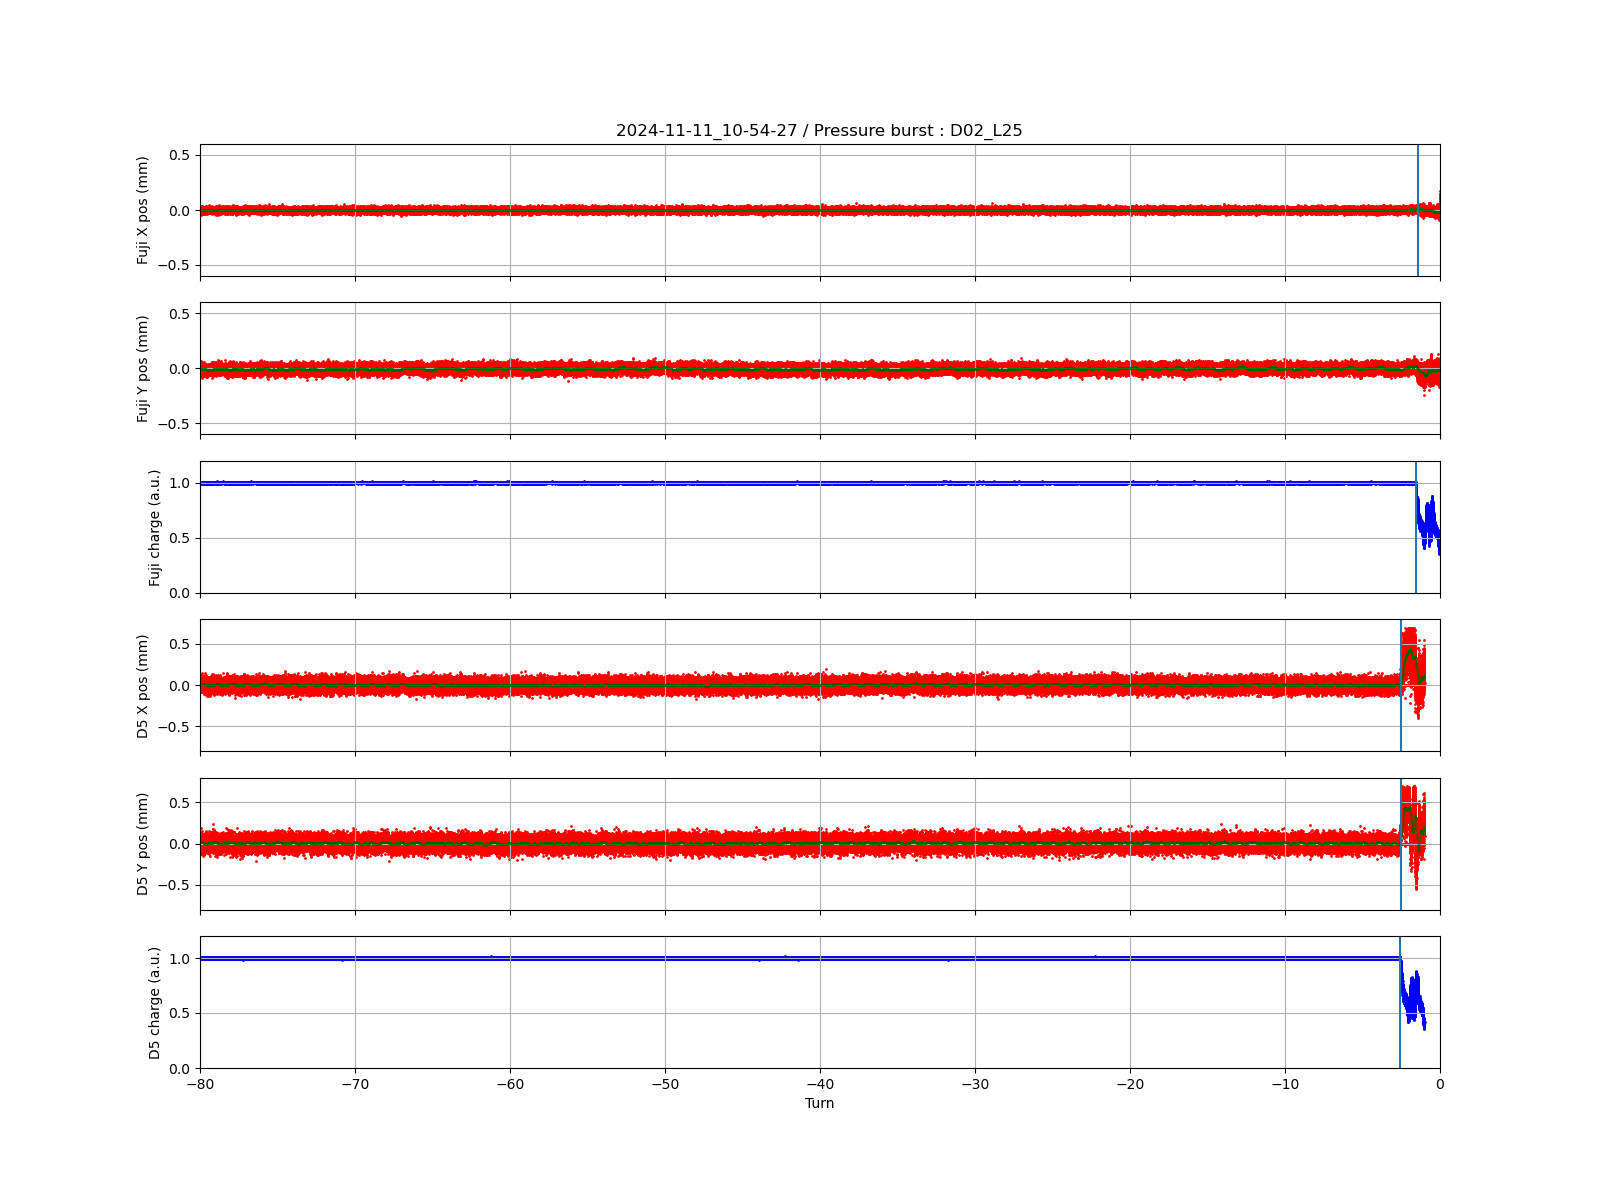 2024-11-11_10-54-27 / Pressure burst : D02_L25
Fuji X pos (mm)
0.5
0.0
−0.5
Fuji Y pos (mm)
0.5
0.0
−0.5
Fuji charge (a.u.)
1.0
0.5
0.0
D5 X pos (mm)
0.5
0.0
−0.5
D5 Y pos (mm)
0.5
0.0
−0.5
D5 charge (a.u.)
1.0
0.5
0.0
−80 −70 −60 −50 −40 −30 −20 −10 0
Turn